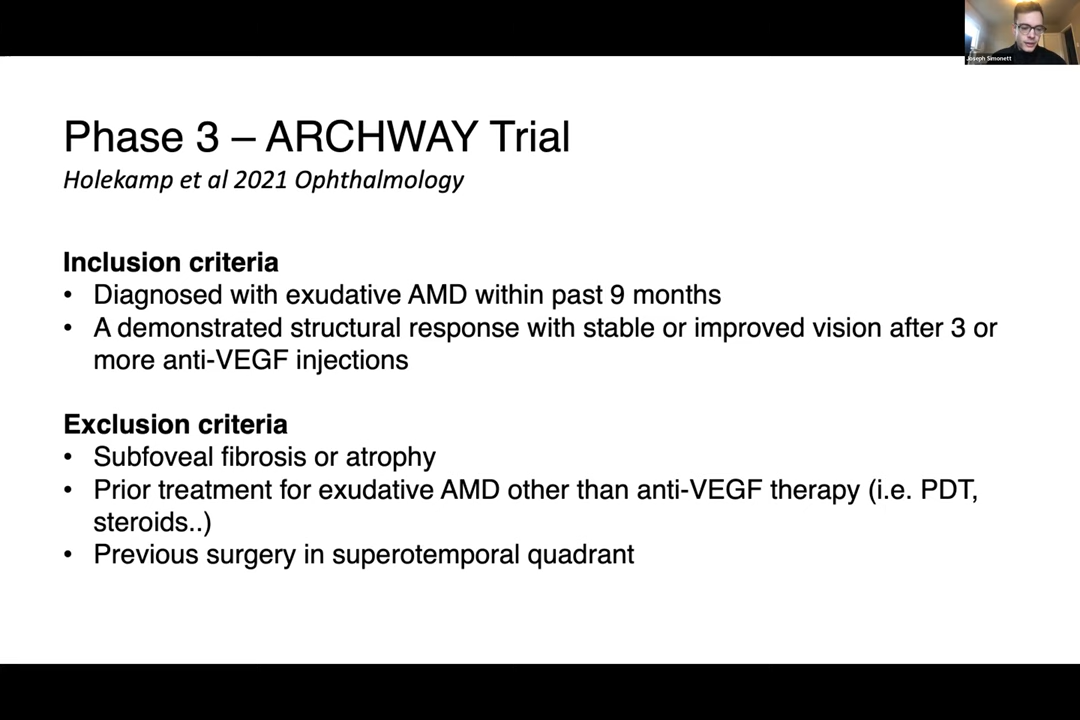 Joseph Simonett
Phase 3 – ARCHWAY Trial
Holekamp et al 2021 Ophthalmology
Inclusion criteria
• Diagnosed with exudative AMD within past 9 months
• A demonstrated structural response with stable or improved vision after 3 or
more anti-VEGF injections
Exclusion criteria
• Subfoveal fibrosis or atrophy
• Prior treatment for exudative AMD other than anti-VEGF therapy (i.e. PDT,
steroids..)
• Previous surgery in superotemporal quadrant